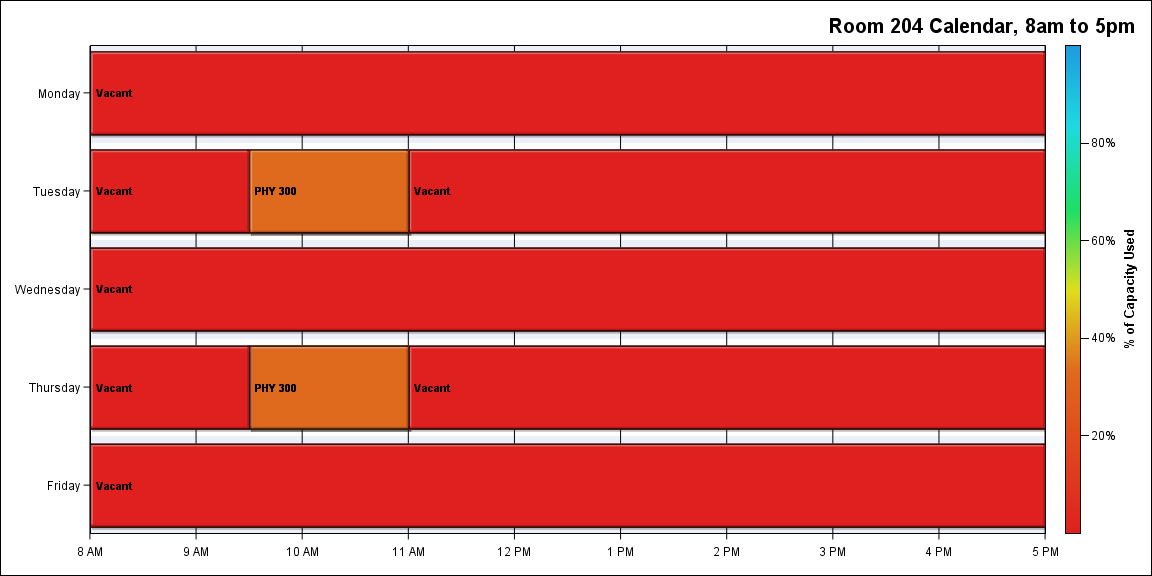 Room 204 Calendar, 8am to 5pm
Monday
Vacant
Tuesday
Vacant
PHY 300
Vacant
Wednesday
Vacant
Thursday
Vacant
PHY 300
Vacant
Friday
Vacant
8 AM
9 AM
10 AM
11 AM
12 PM
1 PM
2 PM
3 PM
4 PM
5 PM
80%
60%
40%
20%
% of Capacity Used